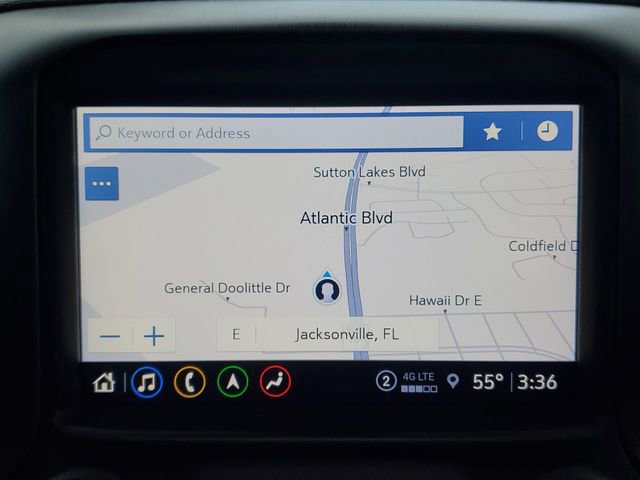 Keyword or Address
Sutton Lakes Blvd
Atlantic Blvd
Coldfield D
General Doolittle Dr
Hawaii Dr E
E
Jacksonville, FL
2
4G LTE
55°
3:36